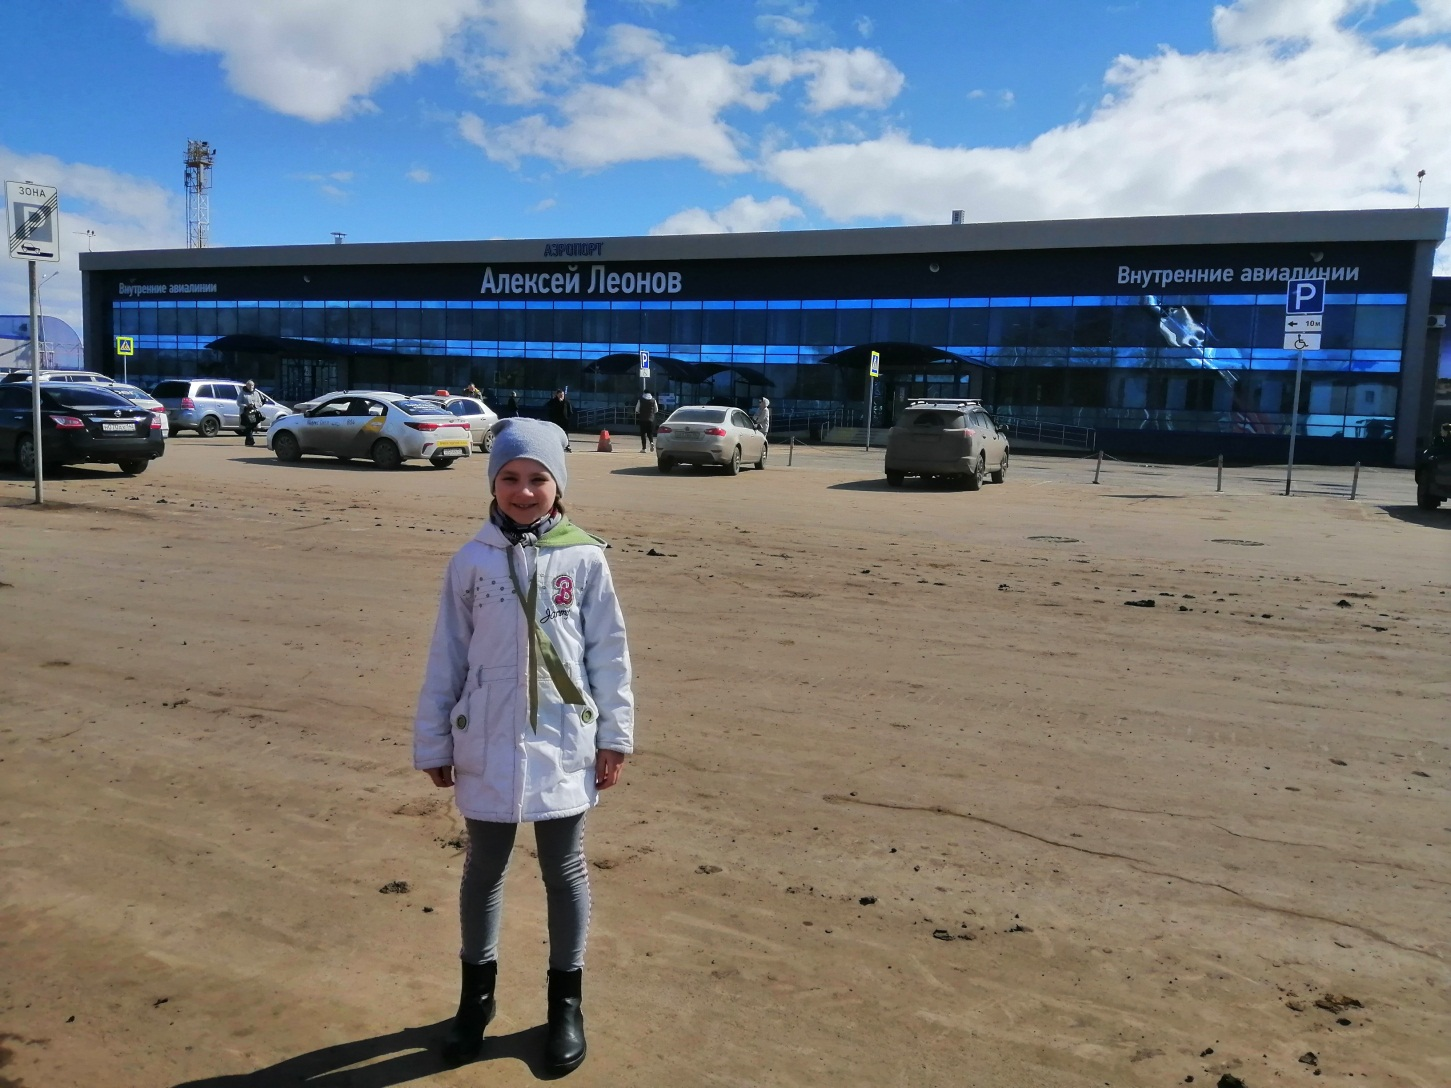 ЗОНА
P
АЭРОПОРТ
Алексей Леонов
Внутренние авиалинии
Внутренние авиалинии
P
P
10м
B